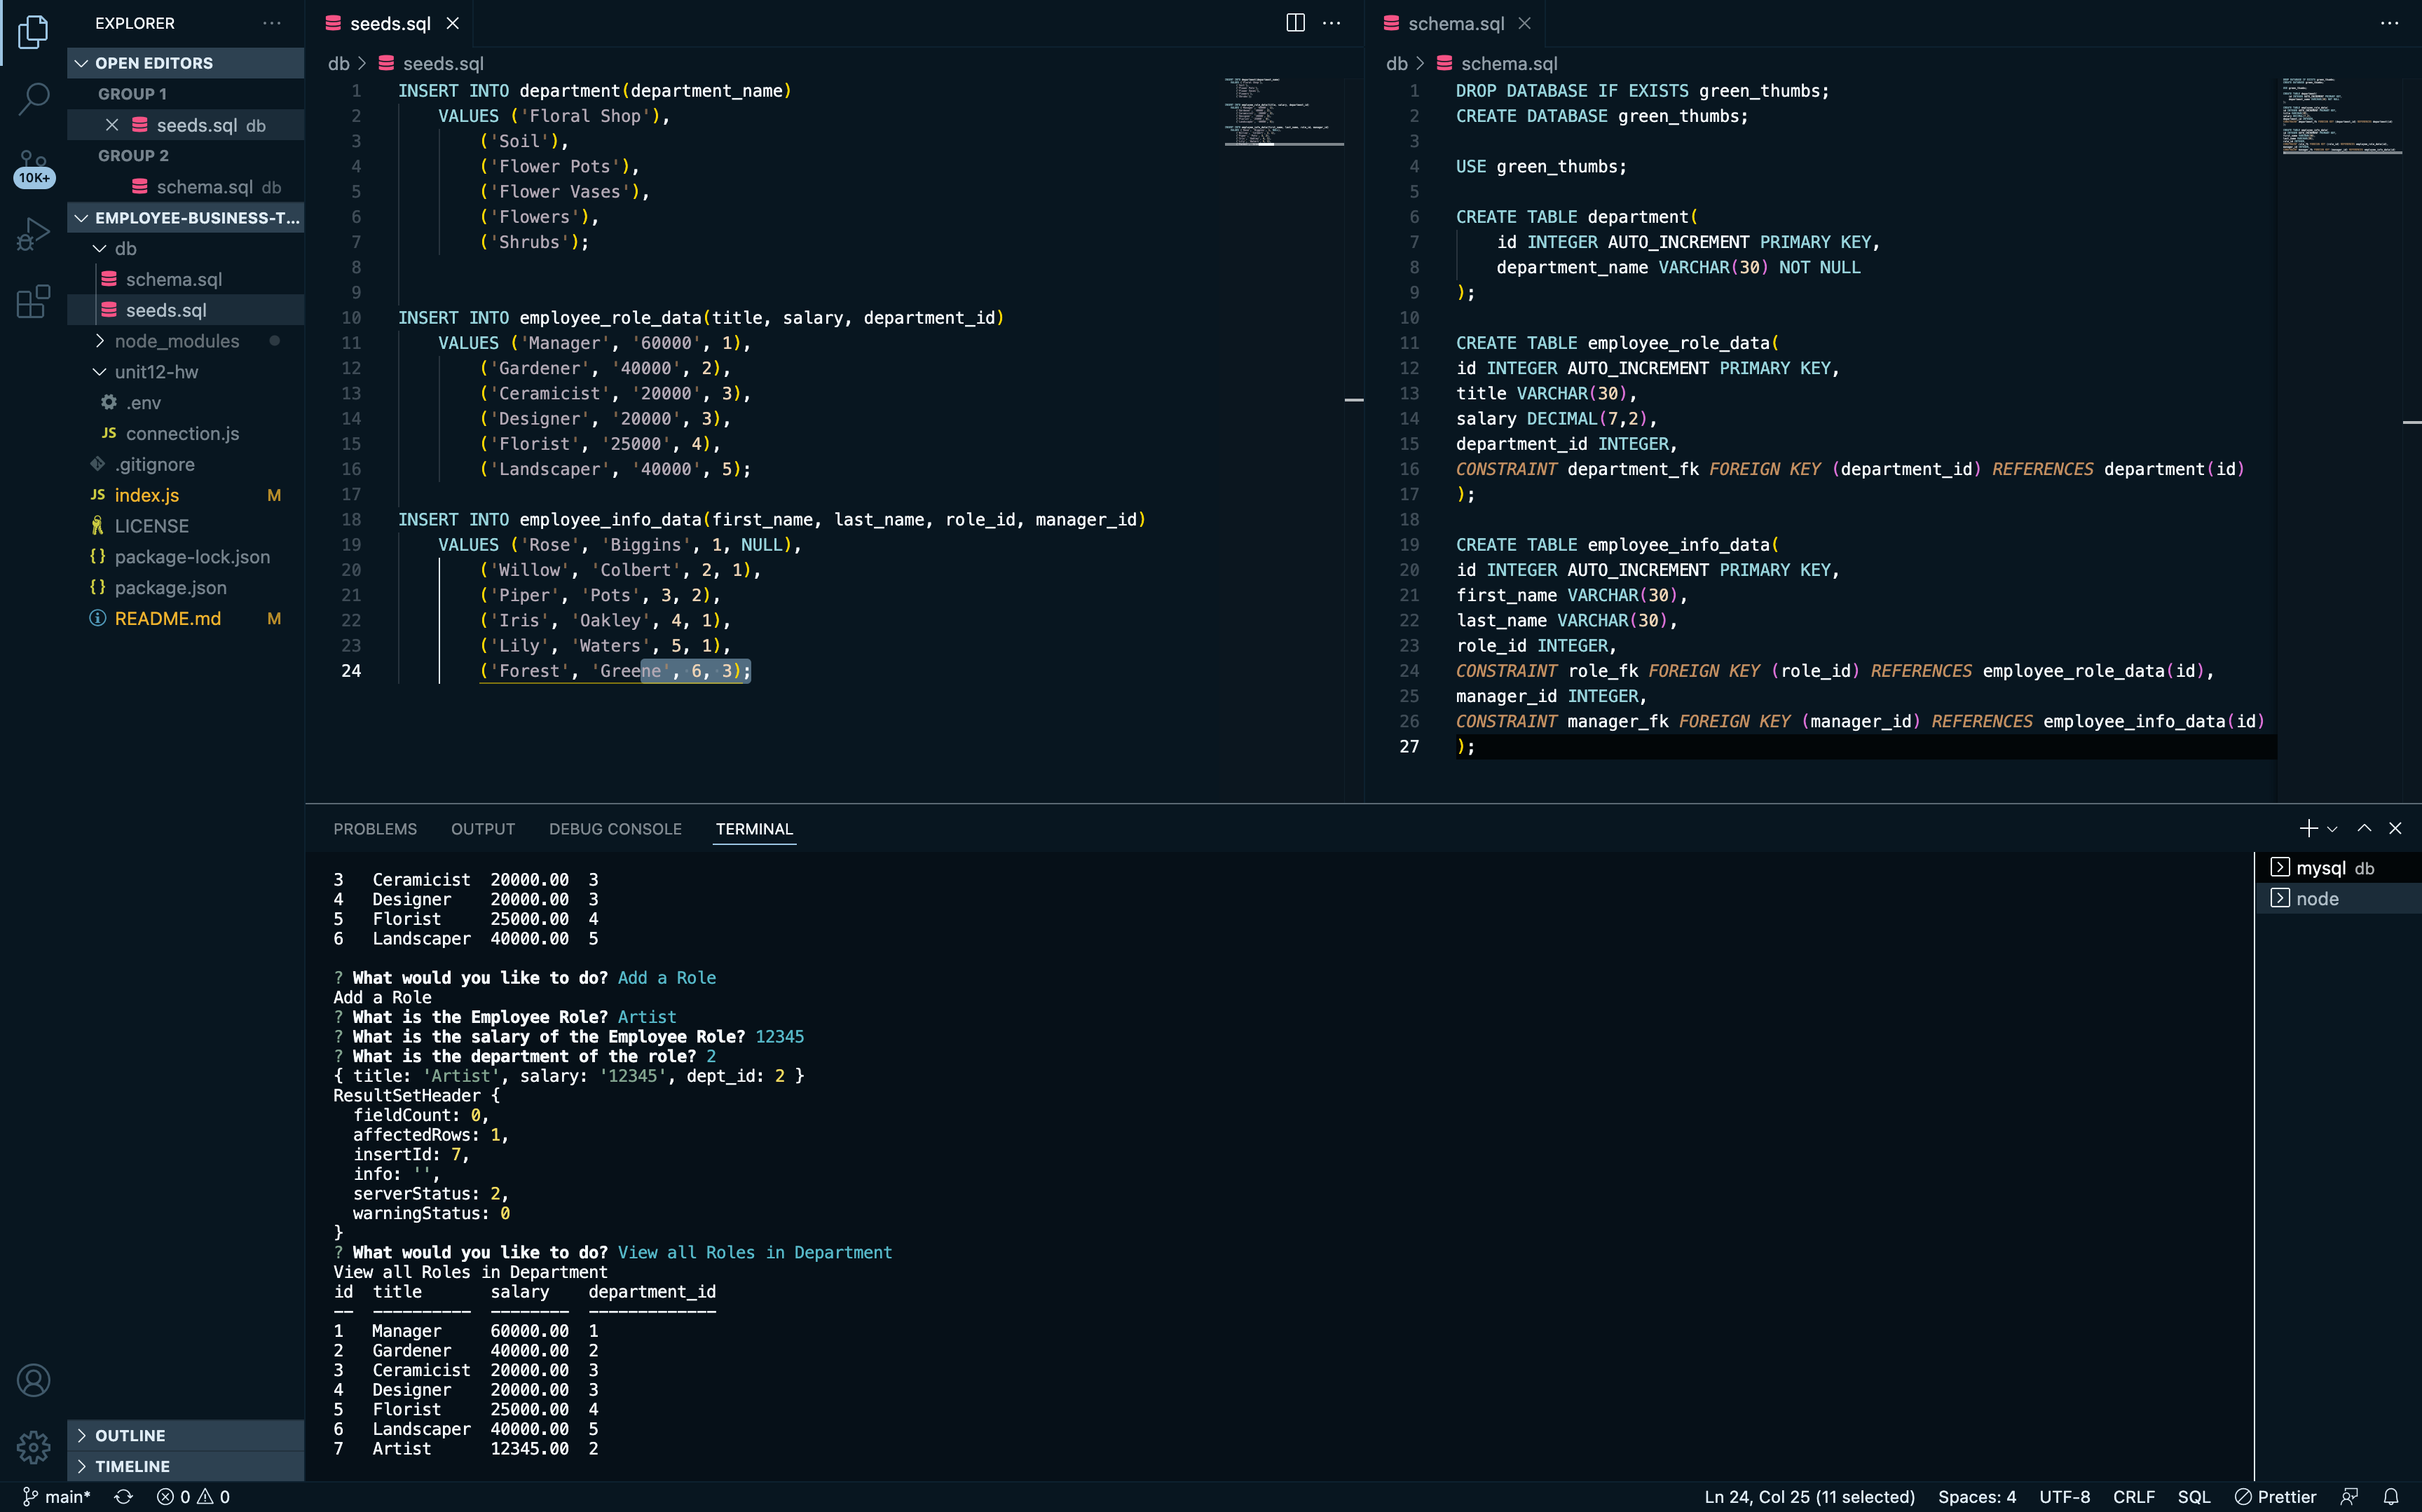 EXPLORER
OPEN EDITORS
GROUP 1
seeds.sql db
GROUP 2
schema.sql db
EMPLOYEE-BUSINESS-T...
db
schema.sql
seeds.sql
node_modules
unit12-hw
.env
JS connection.js
.gitignore
JS index.js M
LICENSE
{} package-lock.json
{} package.json
README.md M
OUTLINE
TIMELINE
10K+
seeds.sql
db > seeds.sql
1 INSERT INTO department(department_name)
2 VALUES ('Floral Shop'),
3 ('Soil'),
4 ('Flower Pots'),
5 ('Flower Vases'),
6 ('Flowers'),
7 ('Shrubs');
8
9
10 INSERT INTO employee_role_data(title, salary, department_id)
11 VALUES ('Manager', '60000', 1),
12 ('Gardener', '40000', 2),
13 ('Ceramicist', '20000', 3),
14 ('Designer', '20000', 3),
15 ('Florist', '25000', 4),
16 ('Landscaper', '40000', 5);
17
18 INSERT INTO employee_info_data(first_name, last_name, role_id, manager_id)
19 VALUES ('Rose', 'Biggins', 1, NULL),
20 ('Willow', 'Colbert', 2, 1),
21 ('Piper', 'Pots', 3, 2),
22 ('Iris', 'Oakley', 4, 1),
23 ('Lily', 'Waters', 5, 1),
24 ('Forest', 'Greene', 6, 3);
schema.sql
db > schema.sql
1 DROP DATABASE IF EXISTS green_thumbs;
2 CREATE DATABASE green_thumbs;
3
4 USE green_thumbs;
5
6 CREATE TABLE department(
7 id INTEGER AUTO_INCREMENT PRIMARY KEY,
8 department_name VARCHAR(30) NOT NULL
9 );
10
11 CREATE TABLE employee_role_data(
12 id INTEGER AUTO_INCREMENT PRIMARY KEY,
13 title VARCHAR(30),
14 salary DECIMAL(7,2),
15 department_id INTEGER,
16 CONSTRAINT department_fk FOREIGN KEY (department_id) REFERENCES department(id)
17 );
18
19 CREATE TABLE employee_info_data(
20 id INTEGER AUTO_INCREMENT PRIMARY KEY,
21 first_name VARCHAR(30),
22 last_name VARCHAR(30),
23 role_id INTEGER,
24 CONSTRAINT role_fk FOREIGN KEY (role_id) REFERENCES employee_role_data(id),
25 manager_id INTEGER,
26 CONSTRAINT manager_fk FOREIGN KEY (manager_id) REFERENCES employee_info_data(id)
27 );
PROBLEMS OUTPUT DEBUG CONSOLE TERMINAL
3 Ceramicist 20000.00 3
4 Designer 20000.00 3
5 Florist 25000.00 4
6 Landscaper 40000.00 5
? What would you like to do? Add a Role
Add a Role
? What is the Employee Role? Artist
? What is the salary of the Employee Role? 12345
? What is the department of the role? 2
{ title: 'Artist', salary: '12345', dept_id: 2 }
ResultSetHeader {
fieldCount: 0,
affectedRows: 1,
insertId: 7,
info: '',
serverStatus: 2,
warningStatus: 0
}
? What would you like to do? View all Roles in Department
View all Roles in Department
id title salary department_id
-- ---------- -------- -------------
1 Manager 60000.00 1
2 Gardener 40000.00 2
3 Ceramicist 20000.00 3
4 Designer 20000.00 3
5 Florist 25000.00 4
6 Landscaper 40000.00 5
7 Artist 12345.00 2
mysql db
node
main* 0 0 Ln 24, Col 25 (11 selected) Spaces: 4 UTF-8 CRLF SQL Prettier